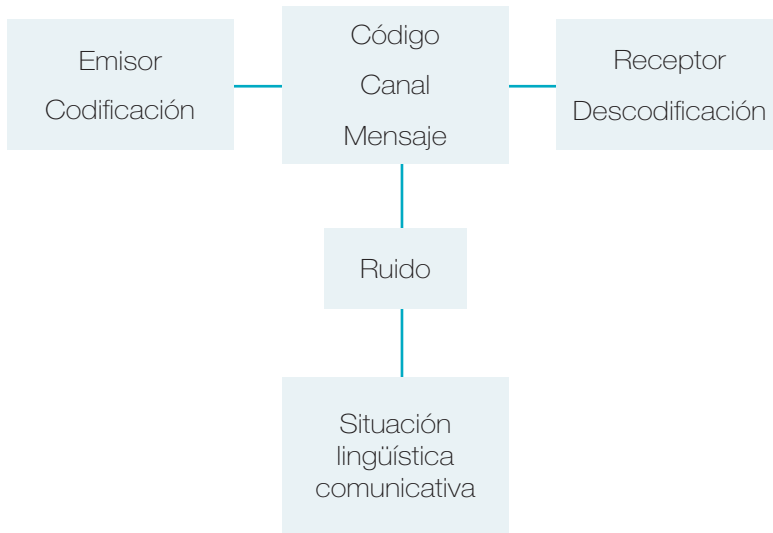 Emisor
Codificación
Código
Canal
Mensaje
Receptor
Descodificación
Ruido
Situación
lingüística
comunicativa